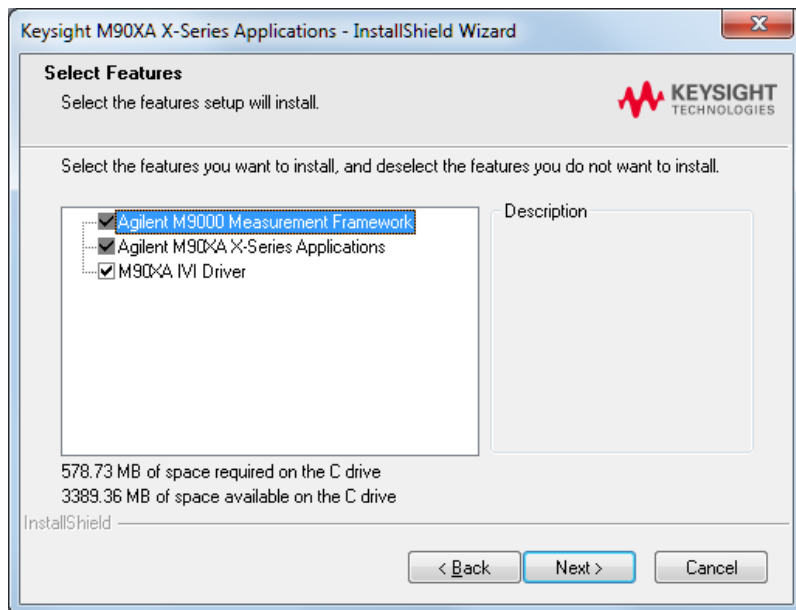 Keysight M90XA X-Series Applications - InstallShield Wizard
Select Features
Select the features setup will install.
KEYSIGHT
TECHNOLOGIES
Select the features you want to install, and deselect the features you do not want to install.
Agilent M9000 Measurement Framework
Agilent M90XA X-Series Applications
M90XA IVI Driver
Description
578.73 MB of space required on the C drive
3389.36 MB of space available on the C drive
InstallShield
< Back
Next >
Cancel